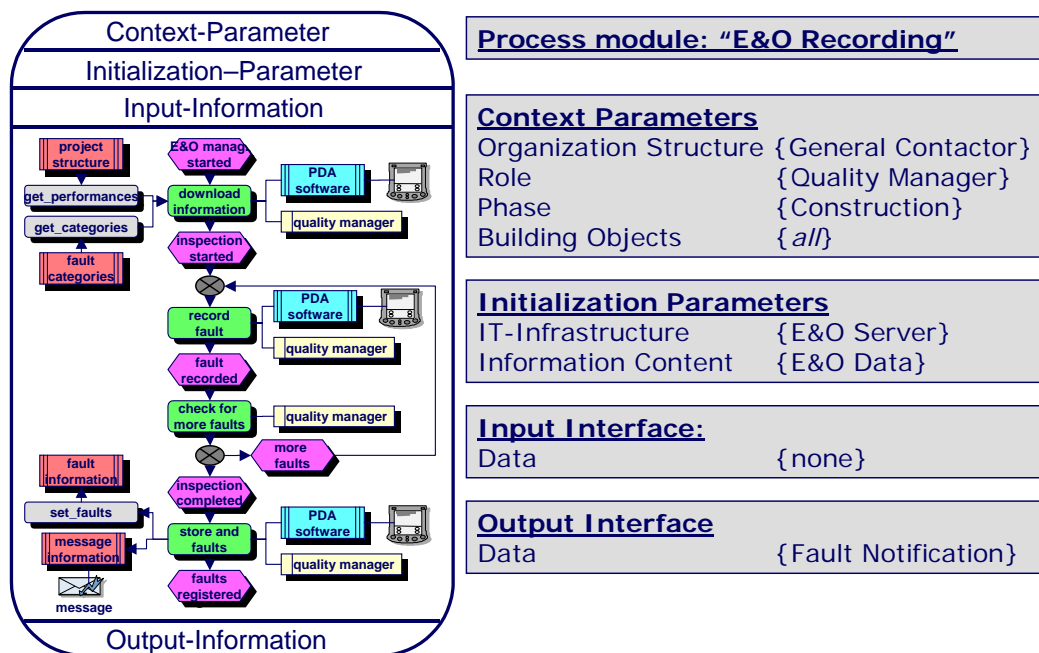 Context-Parameter
Initialization–Parameter
Input-Information
project
structure
E&O manag.
started
PDA
software
get_performances
download
information
quality manager
get_categories
inspection
started
fault
categories
PDA
software
record
fault
quality manager
fault
recorded
check for
more faults
quality manager
more
faults
fault
information
inspection
completed
set_faults
PDA
software
store and
faults
message
information
quality manager
faults
registered
message
Output-Information
Process module: “E&O Recording”
Context Parameters
Organization Structure {General Contactor}
Role {Quality Manager}
Phase {Construction}
Building Objects {all}
Initialization Parameters
IT-Infrastructure {E&O Server}
Information Content {E&O Data}
Input Interface:
Data {none}
Output Interface
Data {Fault Notification}